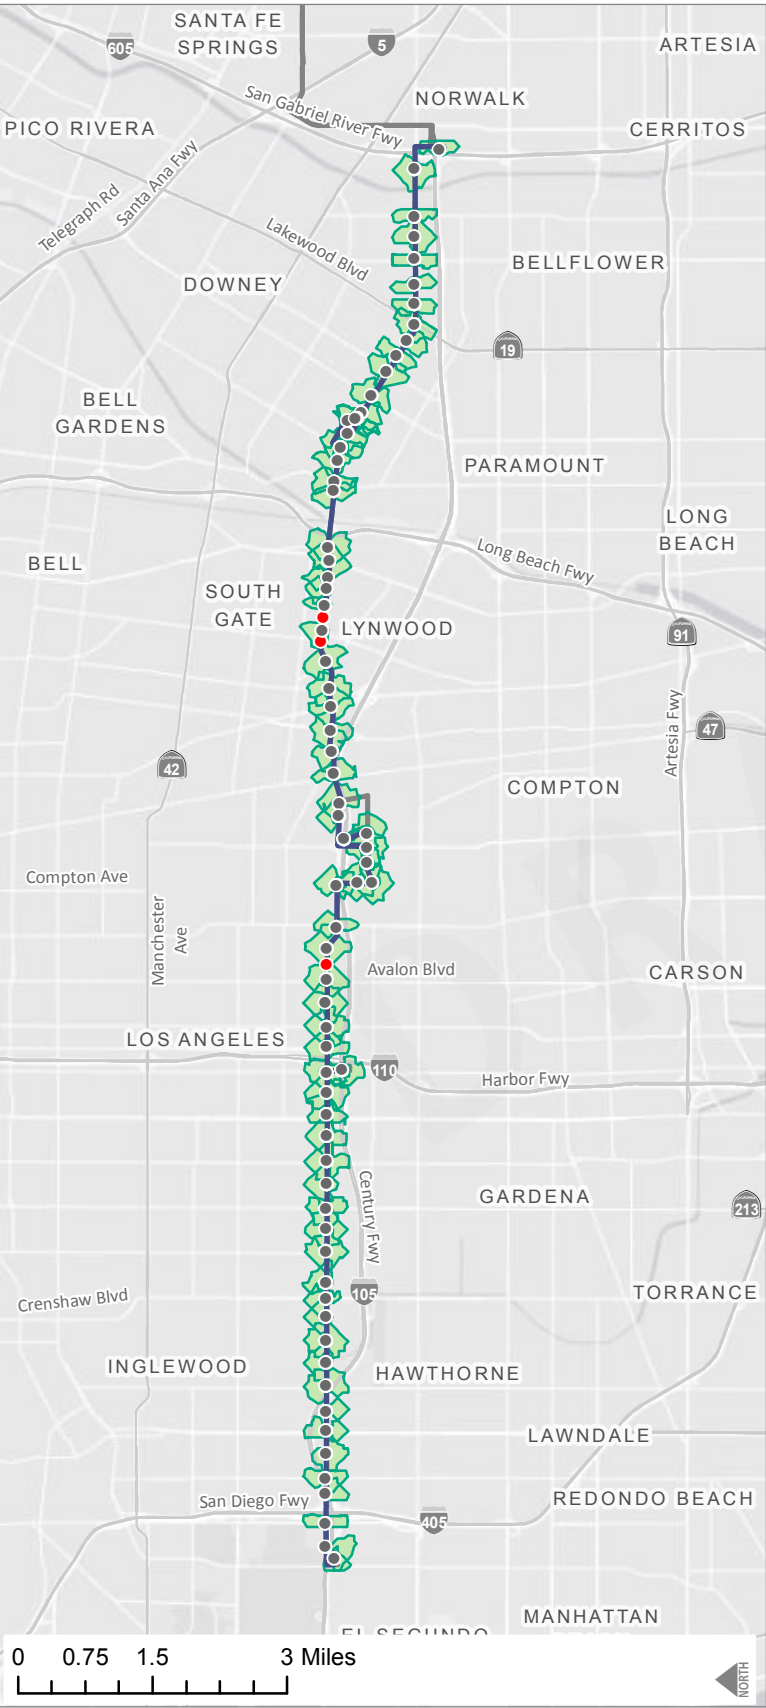 SANTA FE
SPRINGS
605
5
ARTESIA
San Gabriel River Fwy
NORWALK
PICO RIVERA
CERRITOS
Santa Ana Fwy
Telegraph Rd
Lakewood Blvd
BELLFLOWER
DOWNEY
19
BELL
GARDENS
PARAMOUNT
LONG
BEACH
Long Beach Fwy
BELL
SOUTH
GATE
LYNWOOD
91
Artesia Fwy
47
42
COMPTON
Compton Ave
Manchester
Ave
Avalon Blvd
CARSON
LOS ANGELES
110
Harbor Fwy
Century Fwy
GARDENA
213
105
TORRANCE
Crenshaw Blvd
INGLEWOOD
HAWTHORNE
LAWNDALE
San Diego Fwy
REDONDO BEACH
405
MANHATTAN
EL SEGUNDO
0 0.75 1.5 3 Miles
NORTH